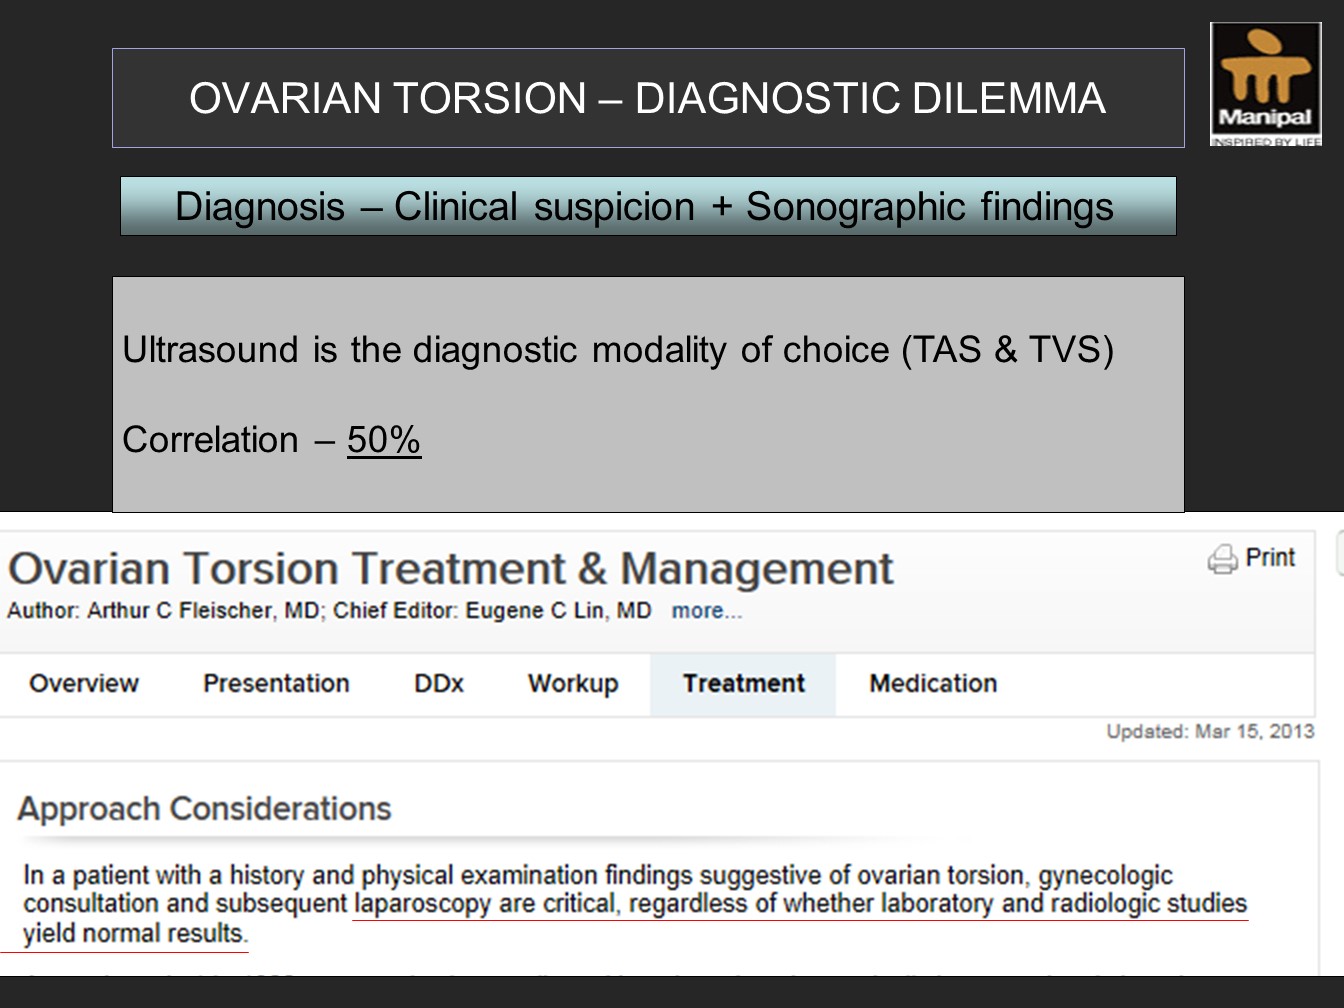 OVARIAN TORSION – DIAGNOSTIC DILEMMA
Manipal
INSPIRED BY LIFE
Diagnosis – Clinical suspicion + Sonographic findings
Ultrasound is the diagnostic modality of choice (TAS & TVS)
Correlation – 50%
Ovarian Torsion Treatment & Management
Print
Author: Arthur C Fleischer, MD; Chief Editor: Eugene C Lin, MD more...
Overview Presentation DDx Workup Treatment Medication
Updated: Mar 15, 2013
Approach Considerations
In a patient with a history and physical examination findings suggestive of ovarian torsion, gynecologic
consultation and subsequent laparoscopy are critical, regardless of whether laboratory and radiologic studies
yield normal results.